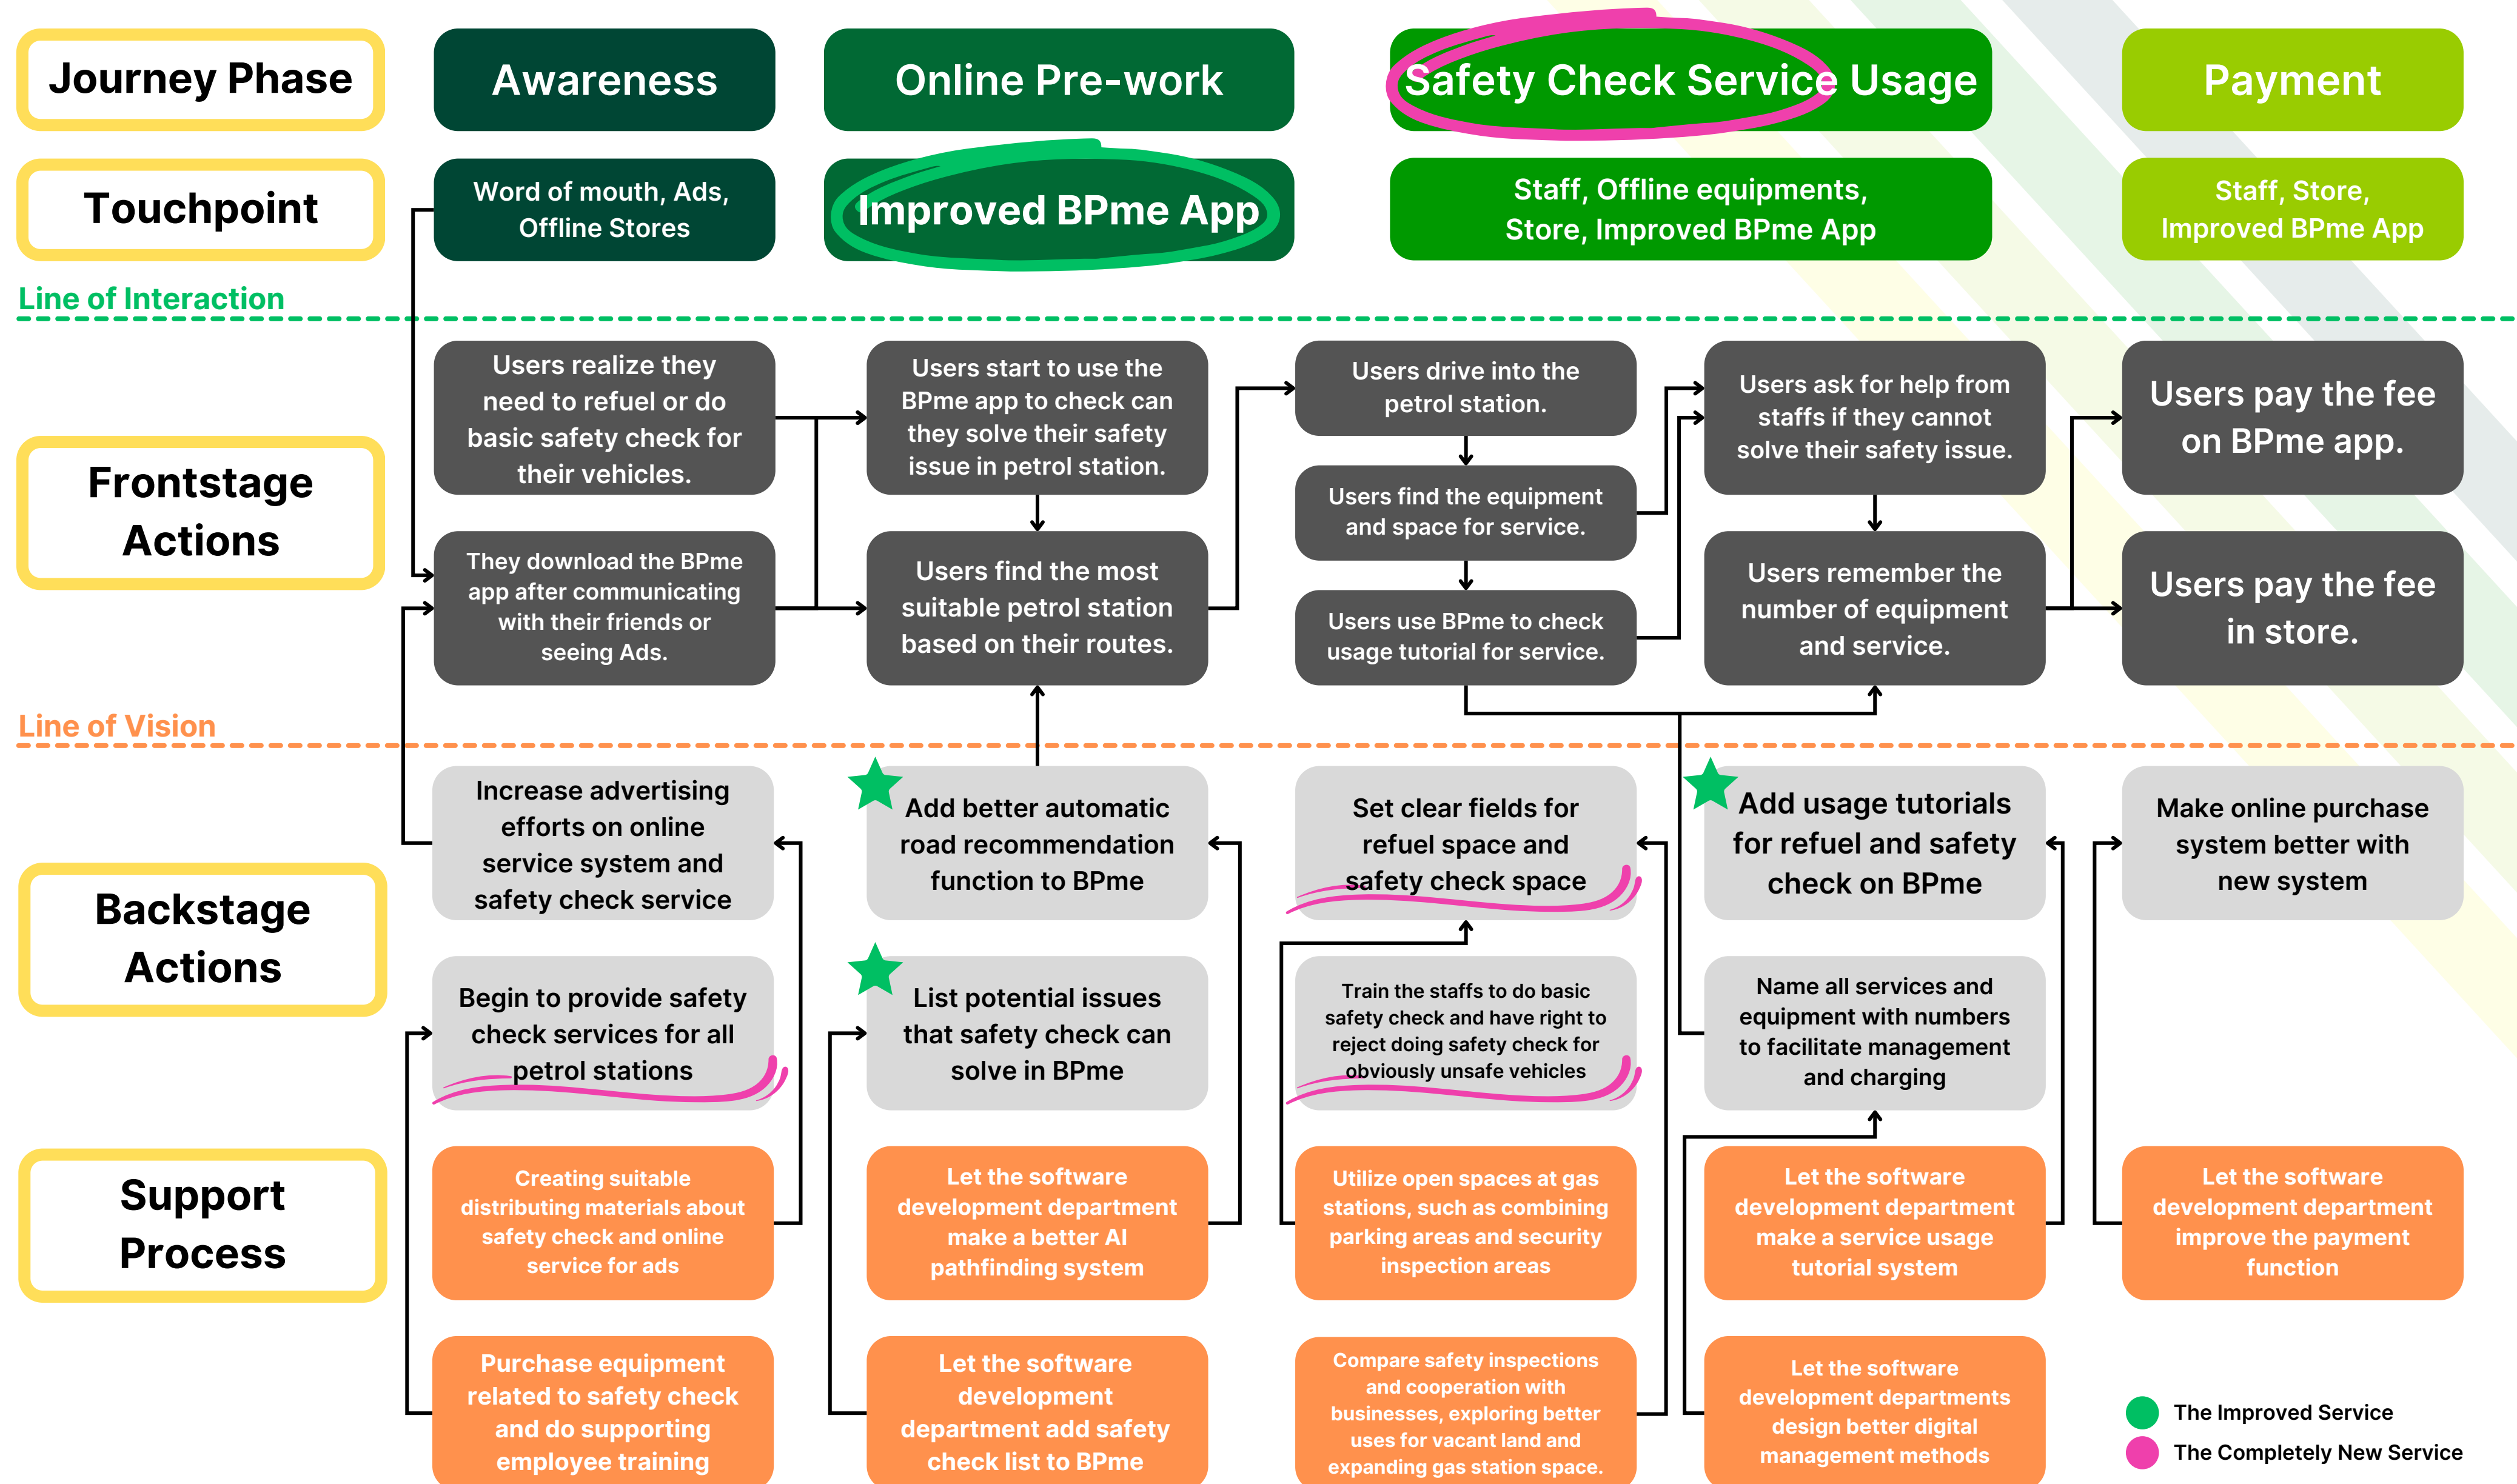 Journey Phase
Awareness
Online Pre-work
Safety Check Service Usage
Payment
Touchpoint
Word of mouth, Ads,
Offline Stores
Improved BPme App
Staff, Offline equipments,
Store, Improved BPme App
Staff, Store,
Improved BPme App
Line of Interaction
Frontstage
Actions
Users realize they
need to refuel or do
basic safety check for
their vehicles.
They download the BPme
app after communicating
with their friends or
seeing Ads.
Users start to use the
BPme app to check can
they solve their safety
issue in petrol station.
Users find the most
suitable petrol station
based on their routes.
Users drive into the
petrol station.
Users find the equipment
and space for service.
Users use BPme to check
usage tutorial for service.
Users ask for help from
staffs if they cannot
solve their safety issue.
Users remember the
number of equipment
and service.
Users pay the fee
on BPme app.
Users pay the fee
in store.
Line of Vision
Backstage
Actions
Increase advertising
efforts on online
service system and
safety check service
Begin to provide safety
check services for all
petrol stations
Add better automatic
road recommendation
function to BPme
List potential issues
that safety check can
solve in BPme
Set clear fields for
refuel space and
safety check space
Train the staffs to do basic
safety check and have right to
reject doing safety check for
obviously unsafe vehicles
Add usage tutorials
for refuel and safety
check on BPme
Name all services and
equipment with numbers
to facilitate management
and charging
Make online purchase
system better with
new system
Support
Process
Creating suitable
distributing materials about
safety check and online
service for ads
Purchase equipment
related to safety check
and do supporting
employee training
Let the software
development department
make a better AI
pathfinding system
Let the software
development
department add safety
check list to BPme
Utilize open spaces at gas
stations, such as combining
parking areas and security
inspection areas
Compare safety inspections
and cooperation with
businesses, exploring better
uses for vacant land and
expanding gas station space.
Let the software
development department
make a service usage
tutorial system
Let the software
development departments
design better digital
management methods
Let the software
development department
improve the payment
function
The Improved Service
The Completely New Service